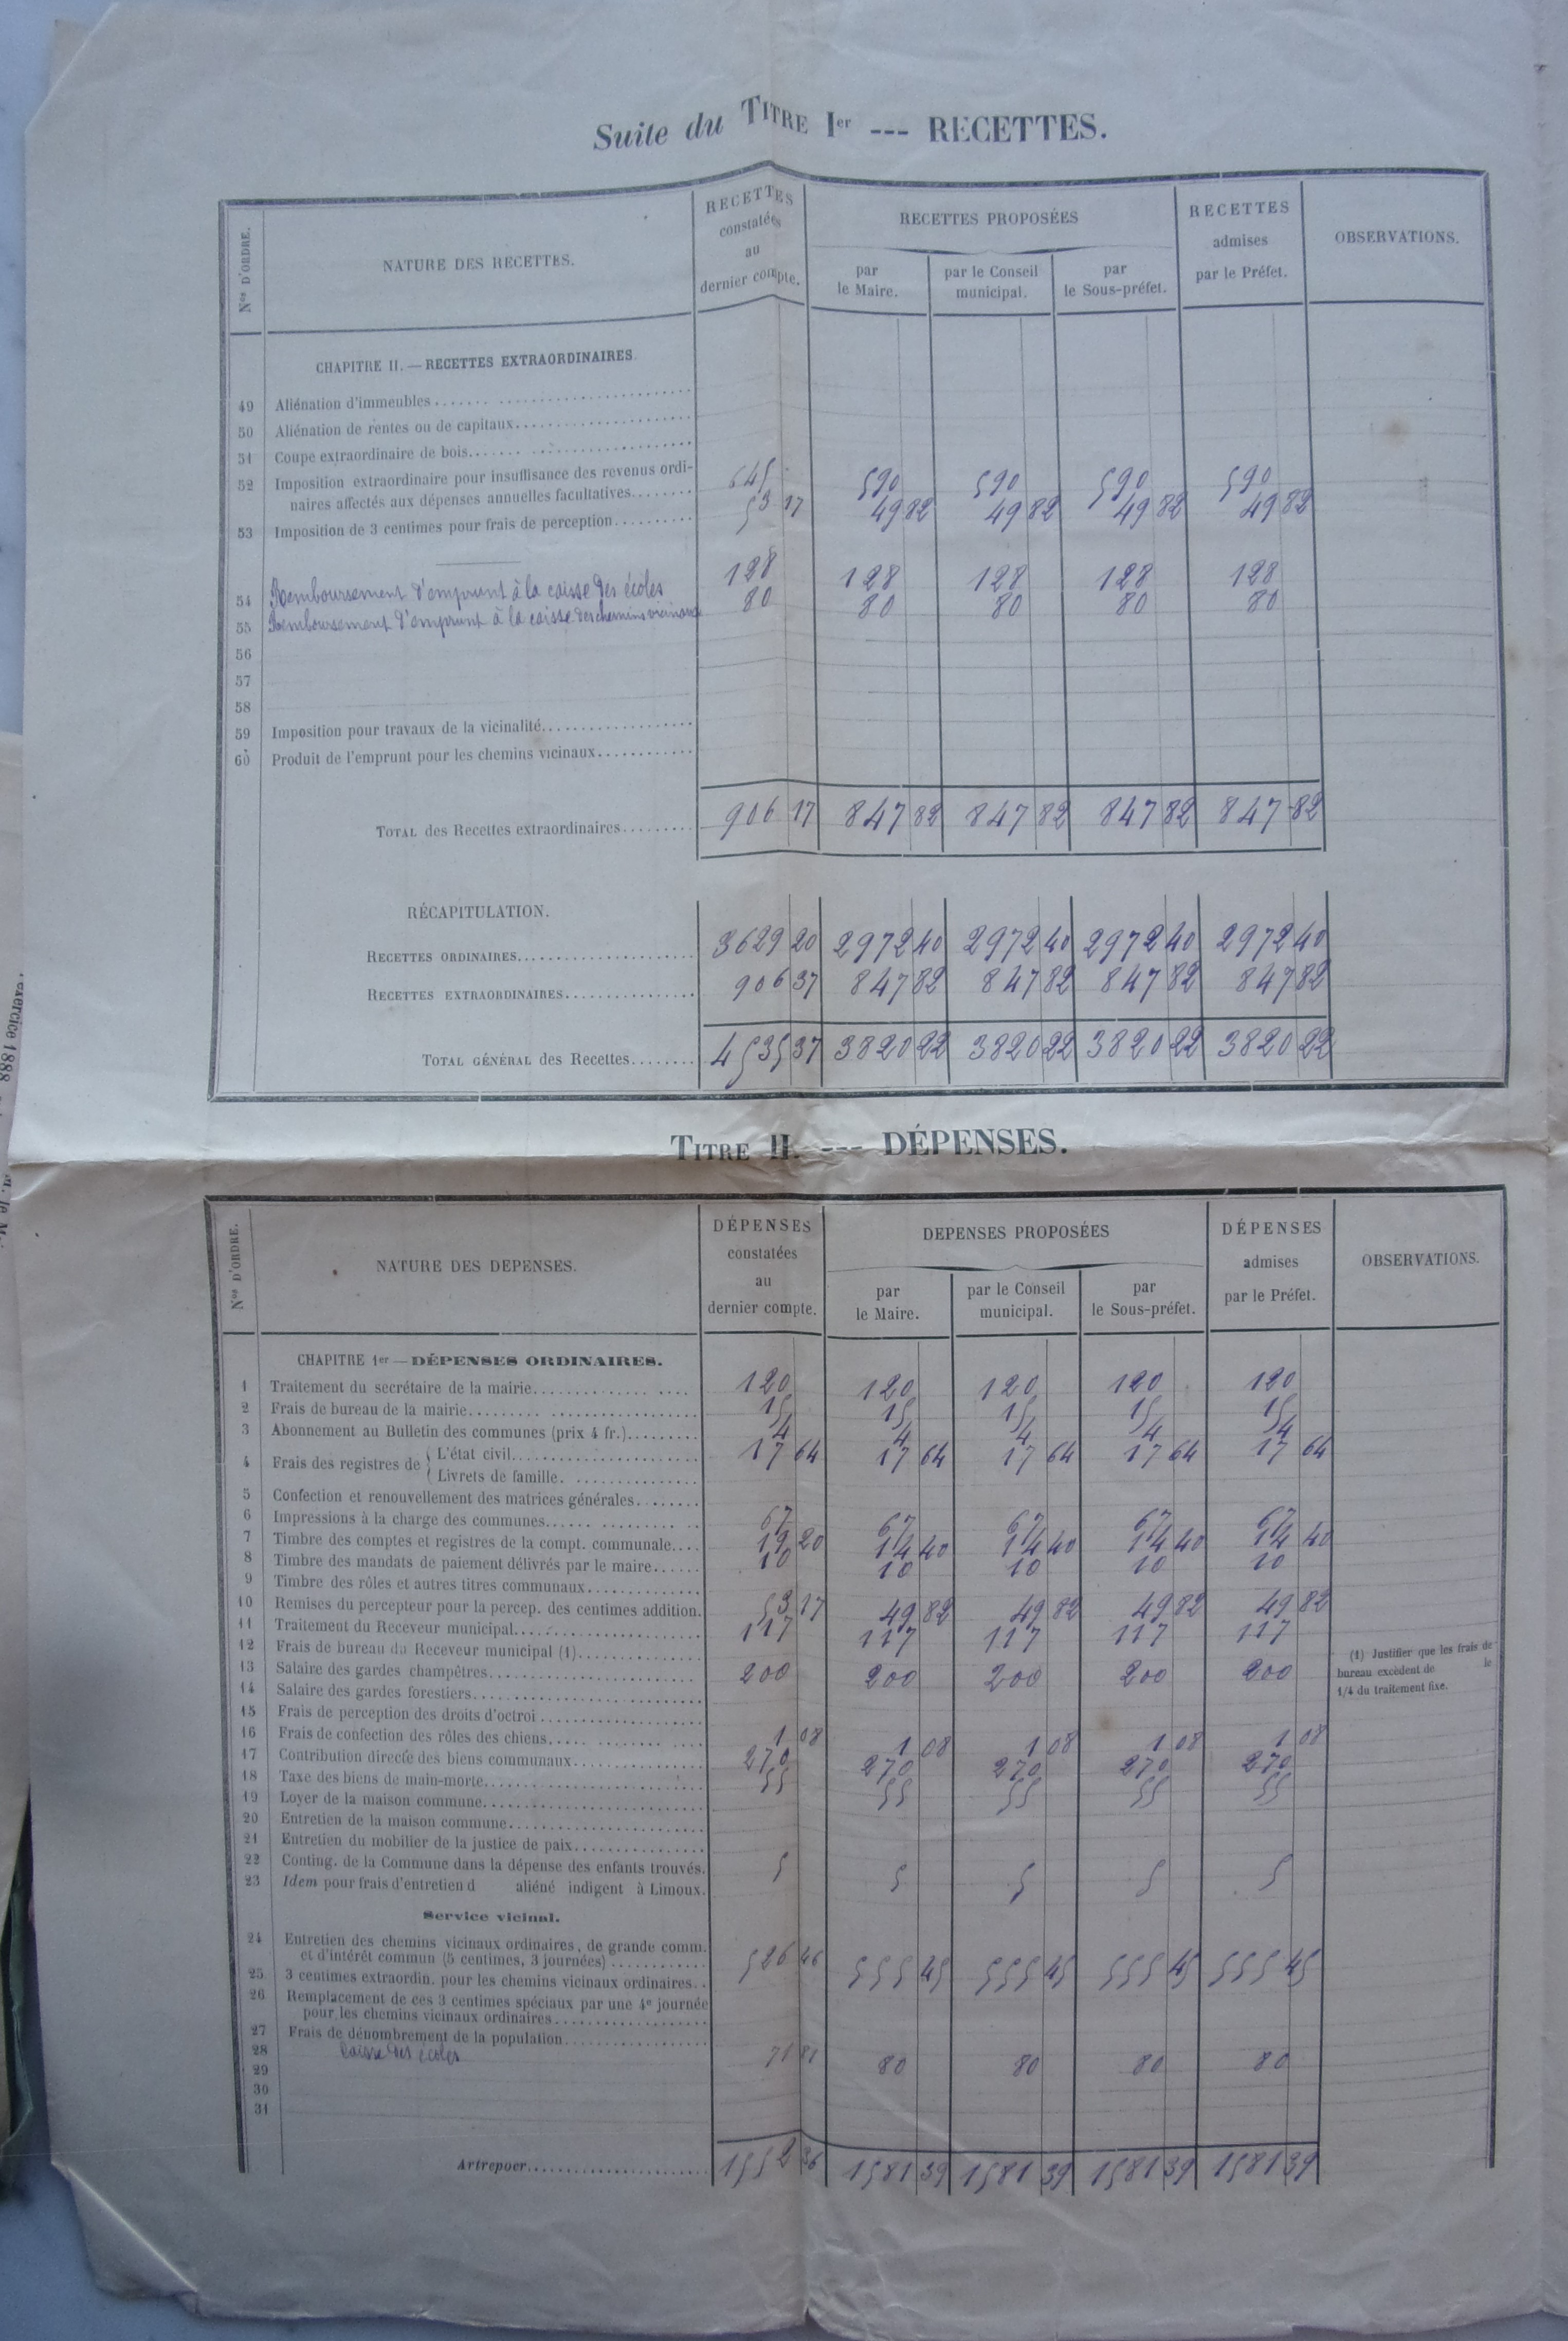 Suite du TITRE Ier --- RECETTES.
Nos D'ORDRE.
NATURE DES RECETTES.
RECETTES constatées au dernier compte.
RECETTES PROPOSÉES
par le Maire.
par le Conseil municipal.
par le Sous-préfet.
RECETTES admises par le Préfet.
OBSERVATIONS.
CHAPITRE II. — RECETTES EXTRAORDINAIRES.
49 Aliénation d'immeubles
50 Aliénation de rentes ou de capitaux
51 Coupe extraordinaire de bois
52 Imposition extraordinaire pour insuffisance des revenus ordi-
naires affectés aux dépenses annuelles facultatives 645 590 590 590 590
53 Imposition de 3 centimes pour frais de perception 53 17 49 82 49 82 49 82 49 82
54 Remboursement d'emprunt à la caisse des écoles 128 128 128 128 128
55 Remboursement d'emprunt à la caisse des chemins vicinaux 80 80 80 80 80
56
57
58
59 Imposition pour travaux de la vicinalité
60 Produit de l'emprunt pour les chemins vicinaux
TOTAL des Recettes extraordinaires 906 17 847 82 847 82 847 82 847 82
RÉCAPITULATION.
RECETTES ORDINAIRES 3629 20 2972 40 2972 40 2972 40 2972 40
RECETTES EXTRAORDINAIRES 906 37 847 82 847 82 847 82 847 82
TOTAL GÉNÉRAL des Recettes 4535 37 3820 22 3820 22 3820 22 3820 22
TITRE II. --- DÉPENSES.
Nos D'ORDRE.
NATURE DES DEPENSES.
DÉPENSES constatées au dernier compte.
DEPENSES PROPOSÉES
par le Maire.
par le Conseil municipal.
par le Sous-préfet.
DÉPENSES admises par le Préfet.
OBSERVATIONS.
CHAPITRE 1er — DÉPENSES ORDINAIRES.
1 Traitement du secrétaire de la mairie 120 120 120 120 120
2 Frais de bureau de la mairie 15 15 15 15 15
3 Abonnement au Bulletin des communes (prix 4 fr.) 4 4 4 4 4
4 Frais des registres de { L'état civil 17 64 17 64 17 64 17 64 17 64
{ Livrets de famille.
5 Confection et renouvellement des matrices générales
6 Impressions à la charge des communes 67 67 67 67 67
7 Timbre des comptes et registres de la compt. communale 19 20 14 40 14 40 14 40 14 40
8 Timbre des mandats de paiement délivrés par le maire 10 10 10 10 10
9 Timbre des rôles et autres titres communaux
10 Remises du percepteur pour la percep. des centimes addition. 53 17 49 82 49 82 49 82 49 82
11 Traitement du Receveur municipal 117 117 117 117 117
12 Frais de bureau du Receveur municipal (1)
(1) Justifier que les frais de
bureau excèdent de le
1/4 du traitement fixe.
13 Salaire des gardes champêtres 200 200 200 200 200
14 Salaire des gardes forestiers
15 Frais de perception des droits d'octroi
16 Frais de confection des rôles des chiens 1 08 1 08 1 08 1 08 1 08
17 Contribution directe des biens communaux 270 270 270 270 270
18 Taxe des biens de main-morte 55 55 55 55 55
19 Loyer de la maison commune
20 Entretien de la maison commune
21 Entretien du mobilier de la justice de paix
22 Conting. de la Commune dans la dépense des enfants trouvés. 5 5 5 5 5
23 Idem pour frais d'entretien d aliéné indigent à Limoux.
Service vicinal.
24 Entretien des chemins vicinaux ordinaires, de grande comm.
et d'intérêt commun (5 centimes, 3 journées) 526 46 555 45 555 45 555 45 555 45
25 3 centimes extraordin. pour les chemins vicinaux ordinaires
26 Remplacement de ces 3 centimes spéciaux par une 4e journée
pour les chemins vicinaux ordinaires
27 Frais de dénombrement de la population
28 Caisse des écoles 71 81 80 80 80 80
29
30
31
A reporter 1552 36 1581 39 1581 39 1581 39 1581 39
l'exercice 1888